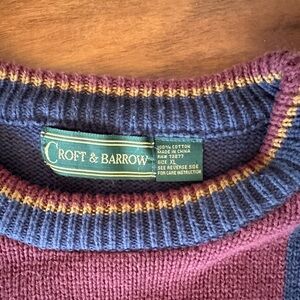 CROFT & BARROW
100% COTTON
MADE IN CHINA
RN# 73277
SIZE XL
SEE REVERSE SIDE
FOR CARE INSTRUCTION